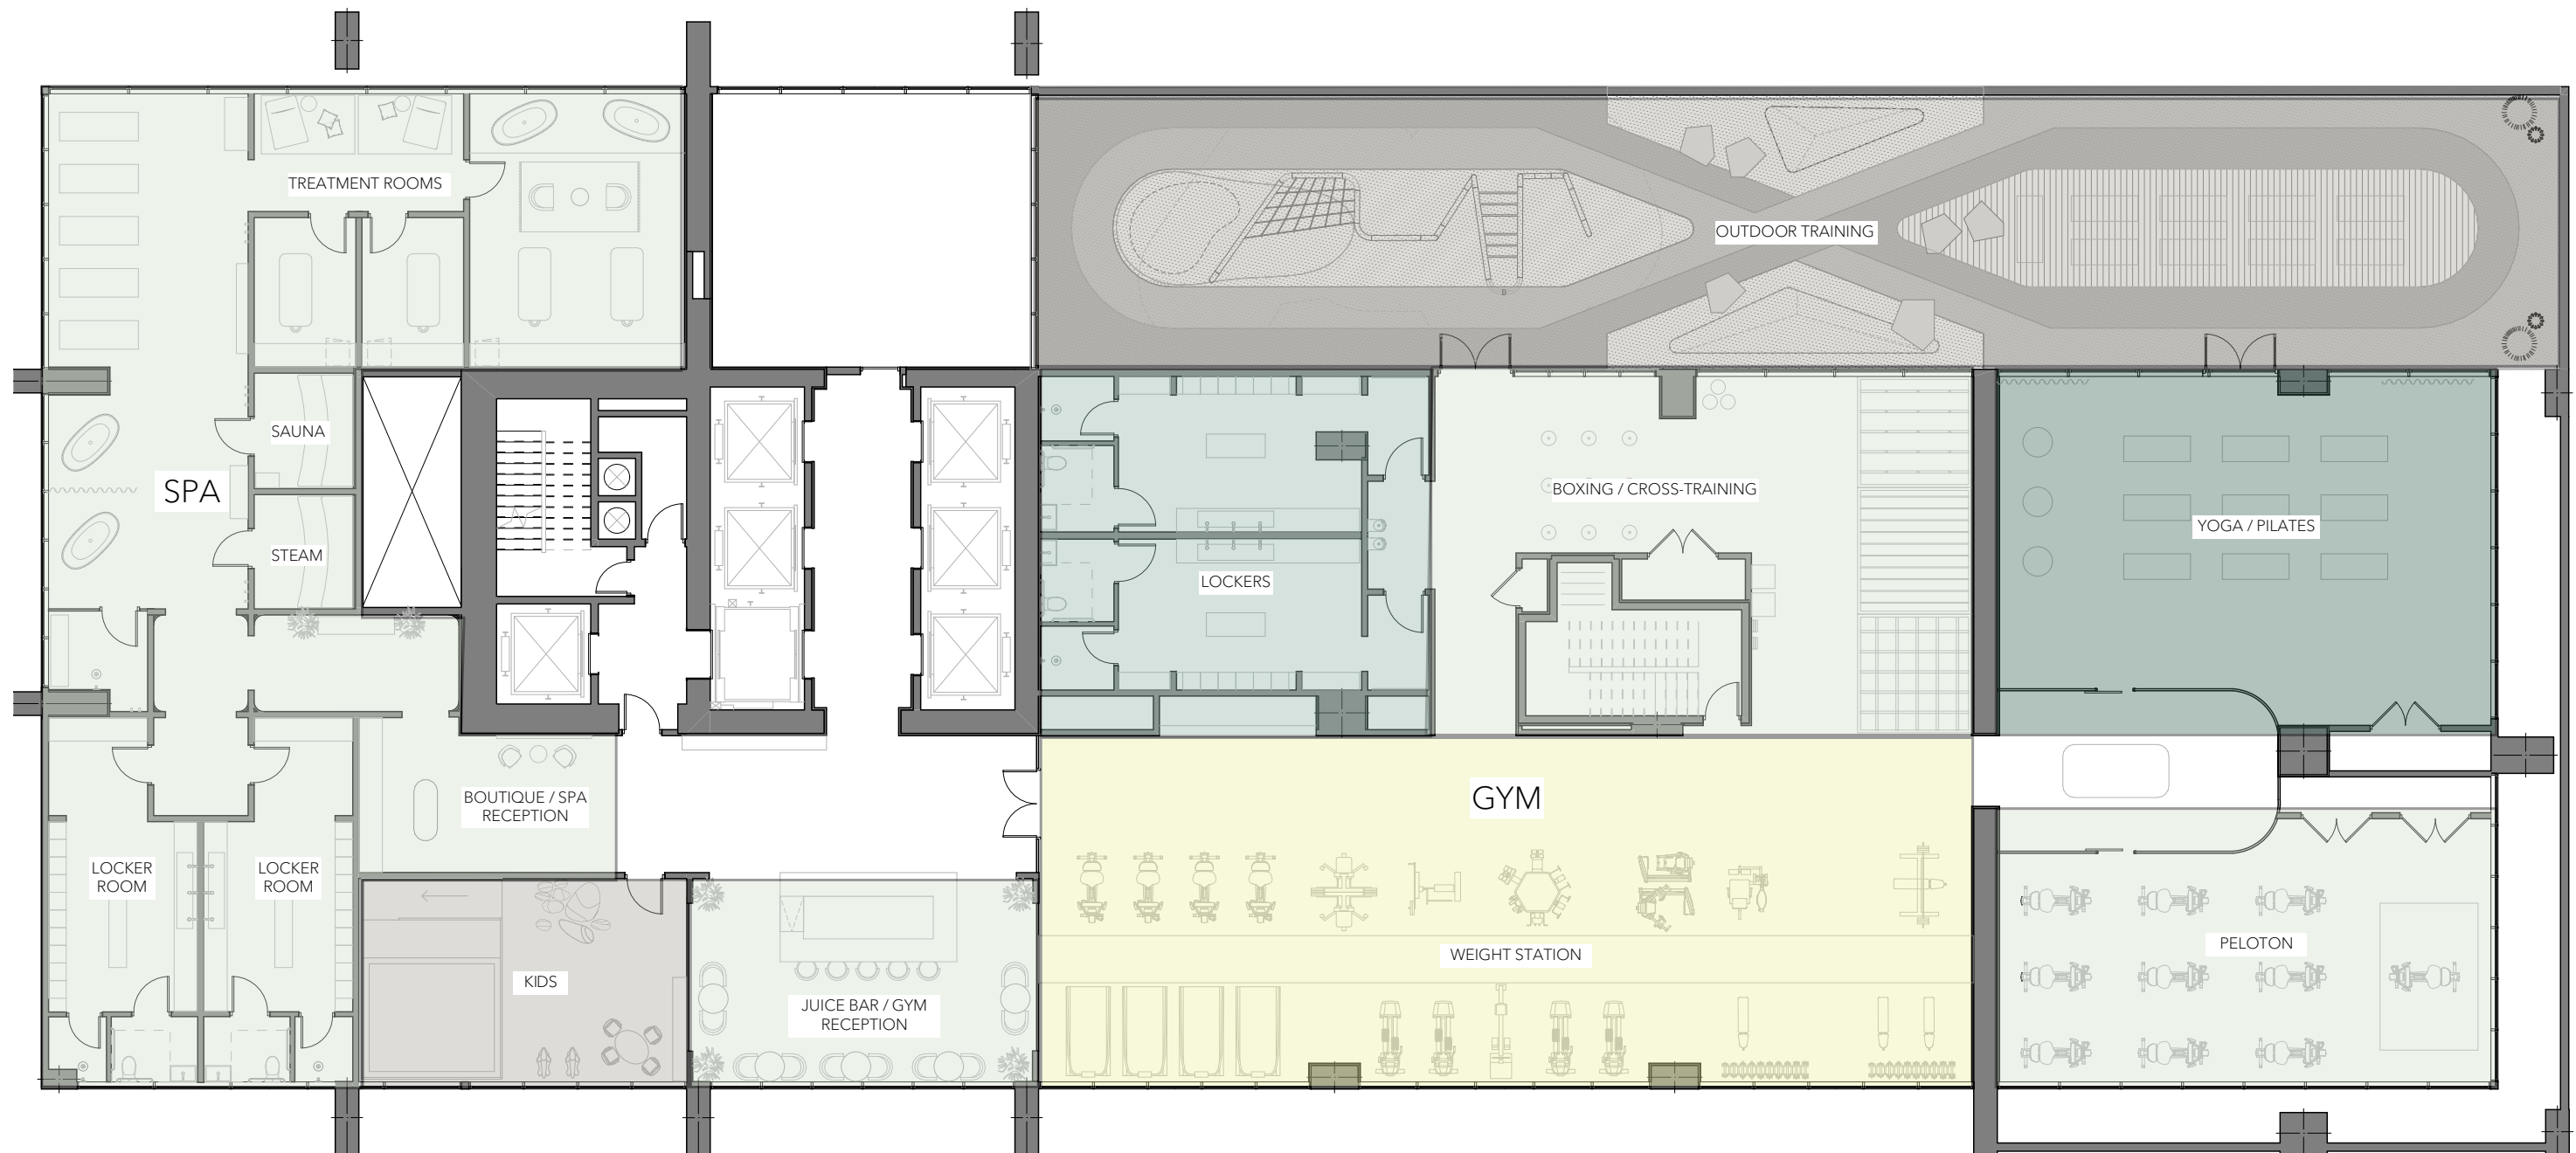 TREATMENT ROOMS
OUTDOOR TRAINING
SAUNA
SPA
BOXING / CROSS-TRAINING
YOGA / PILATES
STEAM
LOCKERS
BOUTIQUE / SPA
RECEPTION
GYM
LOCKER
ROOM
LOCKER
ROOM
WEIGHT STATION
PELOTON
KIDS
JUICE BAR / GYM
RECEPTION